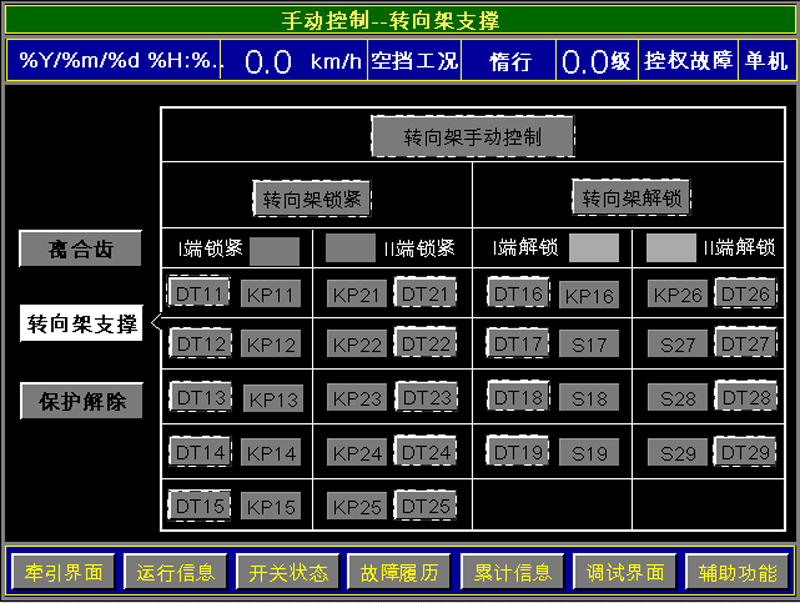 手动控制--转向架支撑
%Y/%m/%d %H:%.. 0.0 km/h 空挡工况 惰行 0.0级 控权故障 单机
转向架手动控制
转向架锁紧 转向架解锁
离合齿 I端锁紧 II端锁紧 I端解锁 II端解锁
DT11 KP11 KP21 DT21 DT16 KP16 KP26 DT26
转向架支撑
DT12 KP12 KP22 DT22 DT17 S17 S27 DT27
保护解除 DT13 KP13 KP23 DT23 DT18 S18 S28 DT28
DT14 KP14 KP24 DT24 DT19 S19 S29 DT29
DT15 KP15 KP25 DT25
牵引界面 运行信息 开关状态 故障履历 累计信息 调试界面 辅助功能